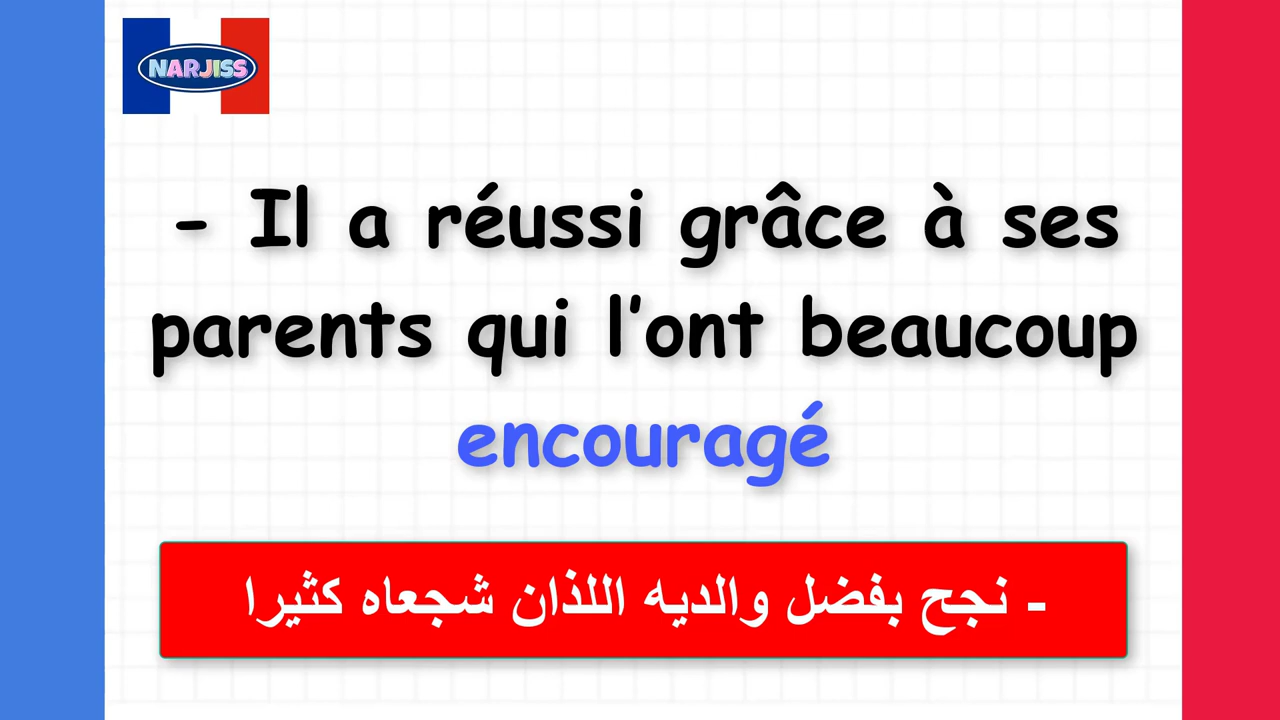 NARJISS
- Il a réussi grâce à ses
parents qui l’ont beaucoup
encouragé
- نجح بفضل والديه اللذان شجعاه كثيرا